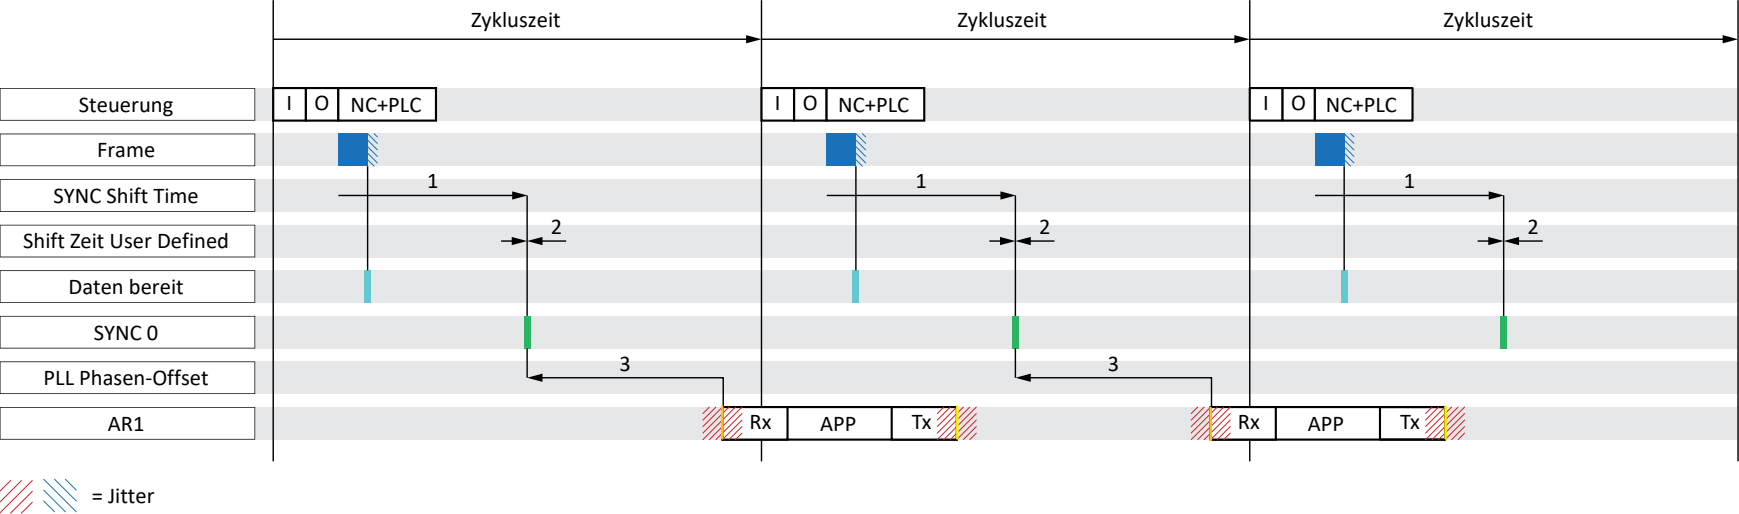 Zykluszeit Zykluszeit Zykluszeit
Steuerung I O NC+PLC I O NC+PLC I O NC+PLC
Frame
SYNC Shift Time 1 1 1
Shift Zeit User Defined 2 2 2
Daten bereit
SYNC 0
PLL Phasen-Offset 3 3
AR1 Rx APP Tx Rx APP Tx
= Jitter